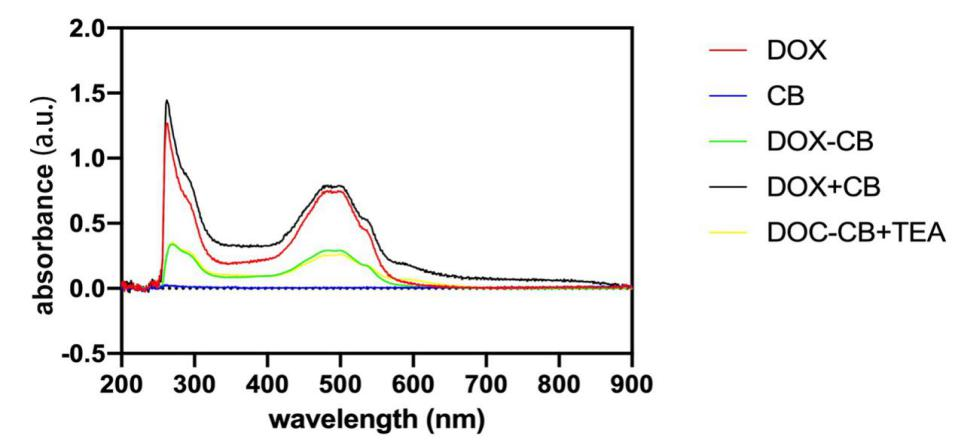 2.0
1.5
1.0
0.5
0.0
-0.5
absorbance (a.u.)
200 300 400 500 600 700 800 900
wavelength (nm)
DOX
CB
DOX-CB
DOX+CB
DOC-CB+TEA